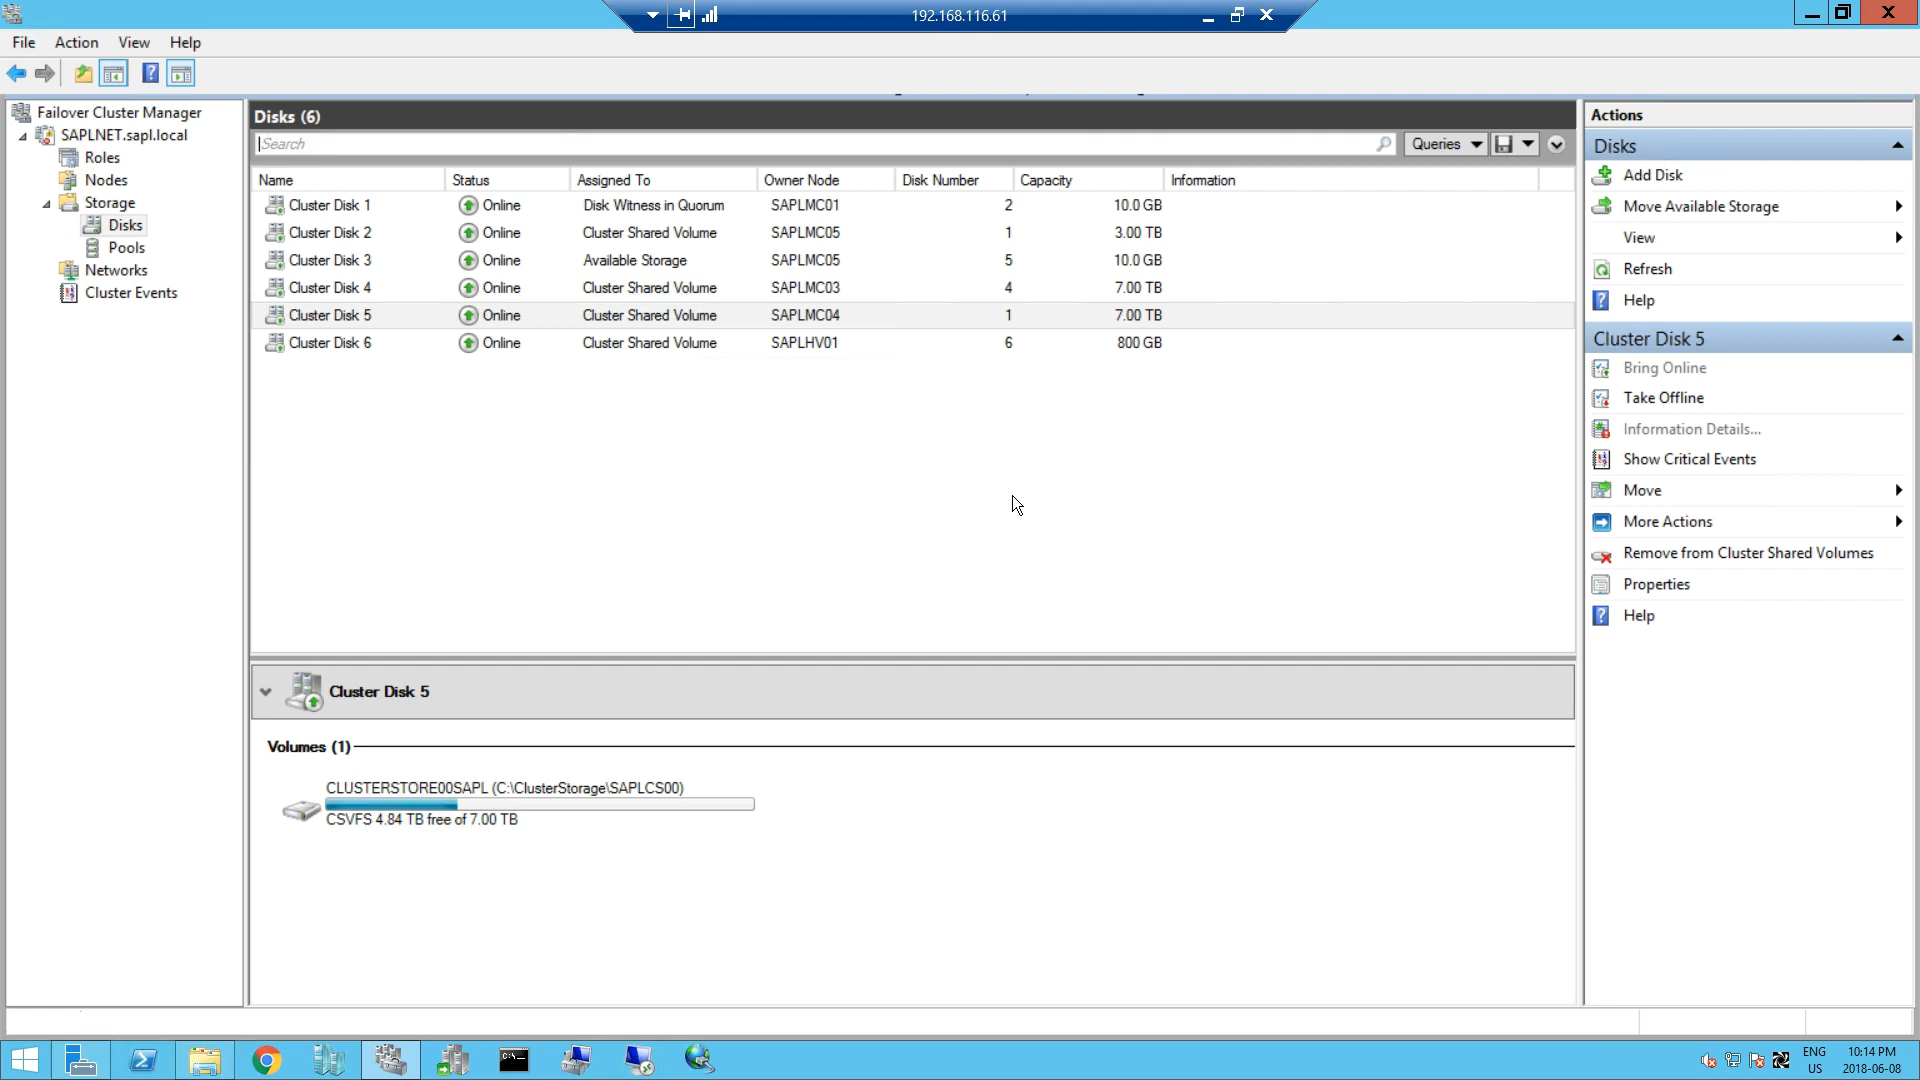 192.168.116.61
File Action View Help
Failover Cluster Manager
SAPLNET.sapl.local
Roles
Nodes
Storage
Disks
Pools
Networks
Cluster Events
Disks (6)
Search
Queries
Name Status Assigned To Owner Node Disk Number Capacity Information
Cluster Disk 1 Online Disk Witness in Quorum SAPLMC01 2 10.0 GB
Cluster Disk 2 Online Cluster Shared Volume SAPLMC05 1 3.00 TB
Cluster Disk 3 Online Available Storage SAPLMC05 5 10.0 GB
Cluster Disk 4 Online Cluster Shared Volume SAPLMC03 4 7.00 TB
Cluster Disk 5 Online Cluster Shared Volume SAPLMC04 1 7.00 TB
Cluster Disk 6 Online Cluster Shared Volume SAPLHV01 6 800 GB
Cluster Disk 5
Volumes (1)
CLUSTERSTORE00SAPL (C:\ClusterStorage\SAPLCS00)
CSVFS 4.84 TB free of 7.00 TB
Actions
Disks
Add Disk
Move Available Storage
View
Refresh
Help
Cluster Disk 5
Bring Online
Take Offline
Information Details...
Show Critical Events
Move
More Actions
Remove from Cluster Shared Volumes
Properties
Help
ENG
US
10:14 PM
2018-06-08